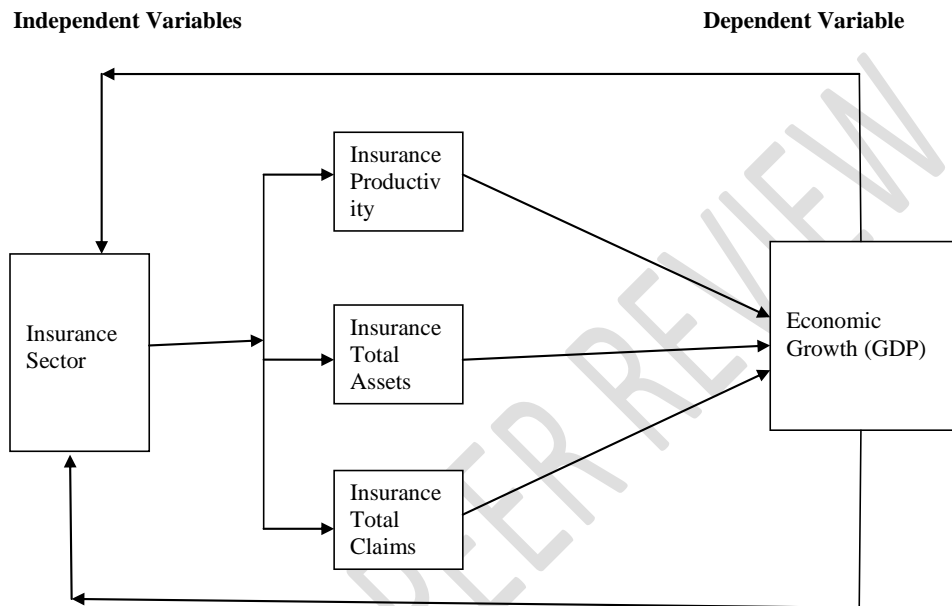 Independent Variables
Dependent Variable
Insurance
Productiv
ity
Insurance
Sector
Insurance
Total
Assets
Economic
Growth (GDP)
Insurance
Total
Claims
PEER REVIEW